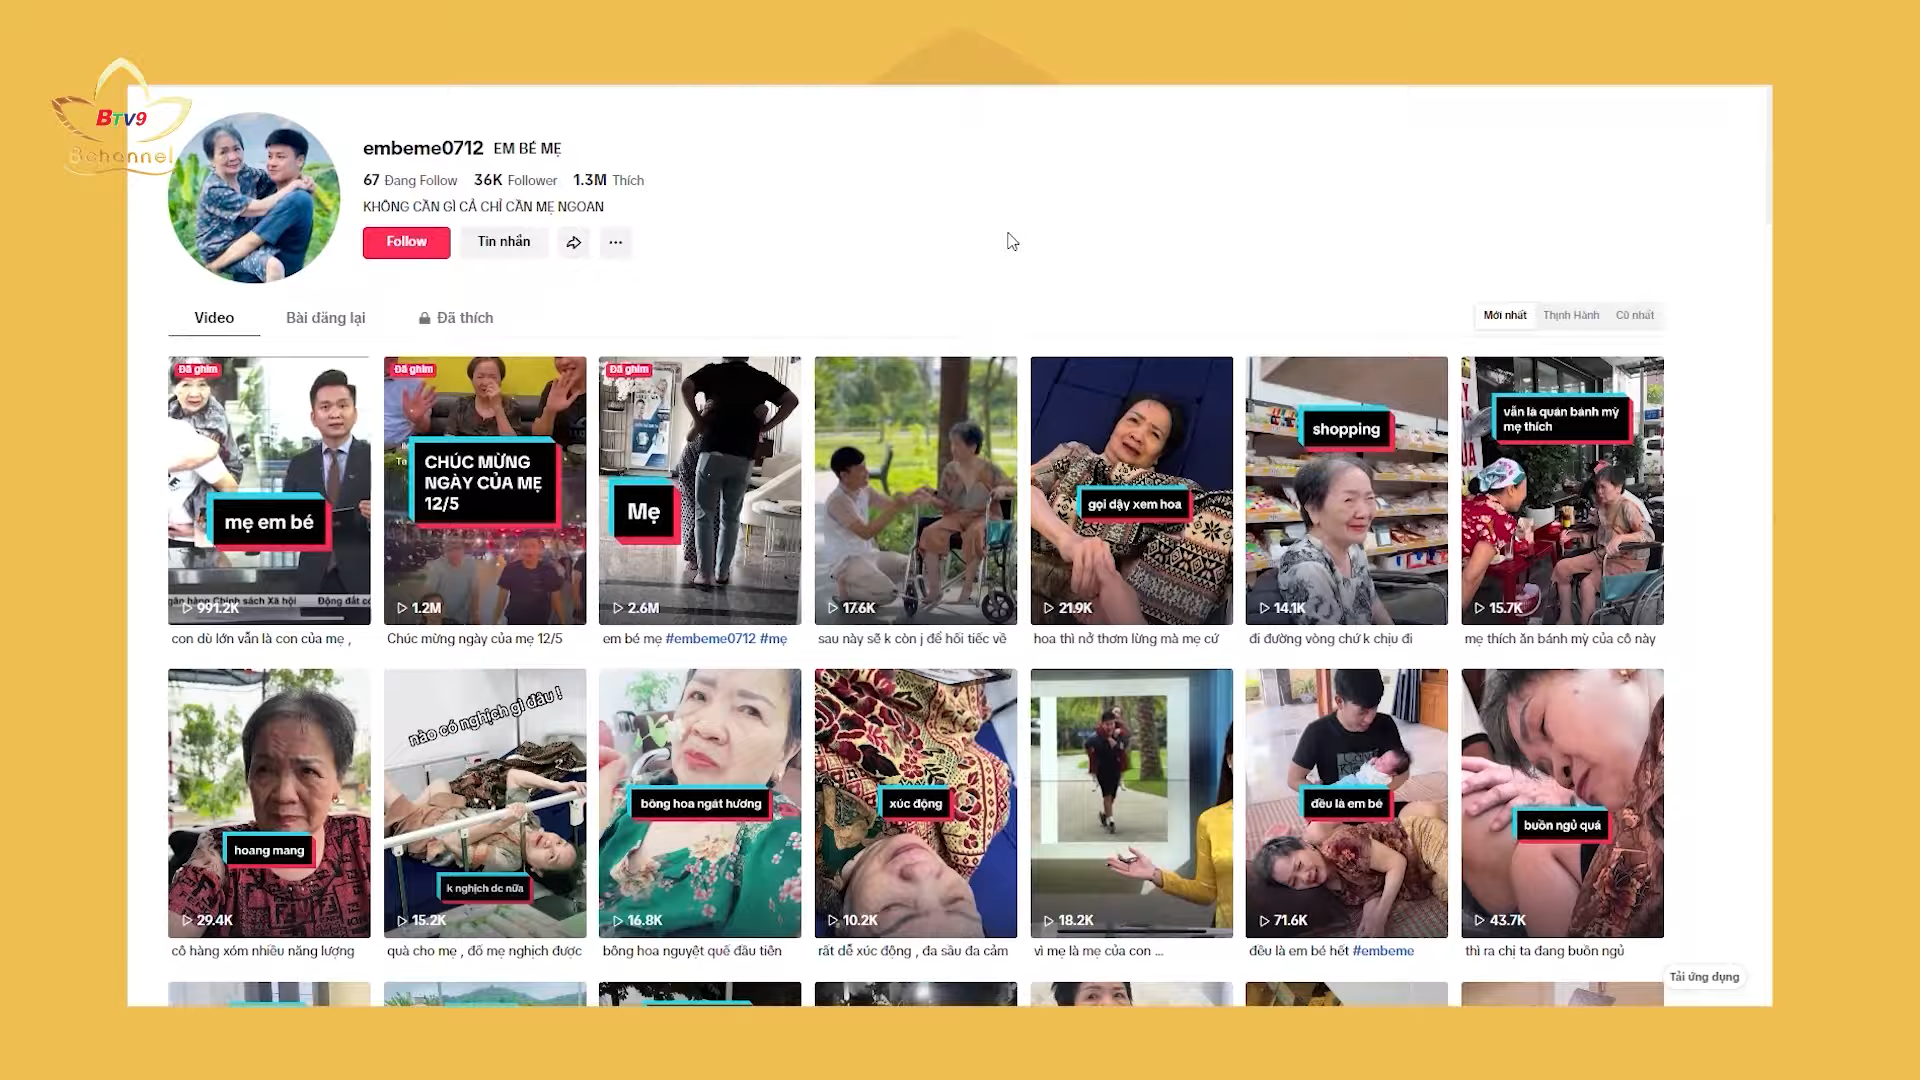 BTV9
Bchannel
embeme0712 EM BÉ MẸ
67 Đang Follow 36K Follower 1.3M Thích
KHÔNG CẦN GÌ CẢ CHỈ CẦN MẸ NGOAN
Follow Tin nhắn
Video Bài đăng lại Đã thích
Mới nhất Thịnh Hành Cũ nhất
Đã ghim
mẹ em bé
ngân hàng Chính sách Xã hội Động đất
991.2K
con dù lớn vẫn là con của mẹ ,
Đã ghim
CHÚC MỪNG
NGÀY CỦA MẸ
12/5
1.2M
Chúc mừng ngày của mẹ 12/5
Đã ghim
Mẹ
2.6M
em bé mẹ #embeme0712 #mẹ
17.6K
sau này sẽ k còn j để hối tiếc về
gọi dậy xem hoa
21.9K
hoa thì nở thơm lừng mà mẹ cứ
shopping
14.1K
đi đường vòng chứ k chịu đi
vẫn là quán bánh mỳ
mẹ thích
15.7K
mẹ thích ăn bánh mỳ của cô này
hoang mang
29.4K
cô hàng xóm nhiều năng lượng
nào có nghịch gì đâu !
k nghịch dc nữa
15.2K
quà cho mẹ , đố mẹ nghịch được
bông hoa ngát hương
16.8K
bông hoa nguyệt quế đầu tiên
xúc động
10.2K
rất dễ xúc động , đa sầu đa cảm
18.2K
vì mẹ là mẹ của con ...
đều là em bé
71.6K
đều là em bé hết #embeme
buồn ngủ quá
43.7K
thì ra chị ta đang buồn ngủ
Tải ứng dụng